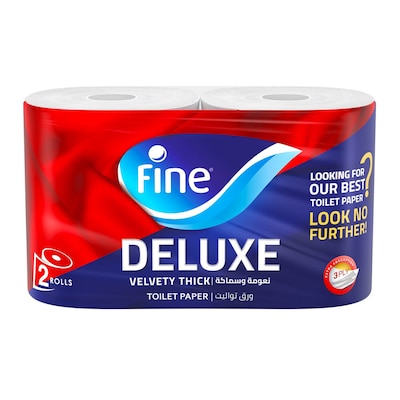 fine®
DELUXE
VELVETY THICK | نعومة وسماكة
TOILET PAPER | ورق تواليت
LOOKING FOR
OUR BEST
TOILET PAPER
?
LOOK NO
FURTHER!
3 PLY
2 ROLLS